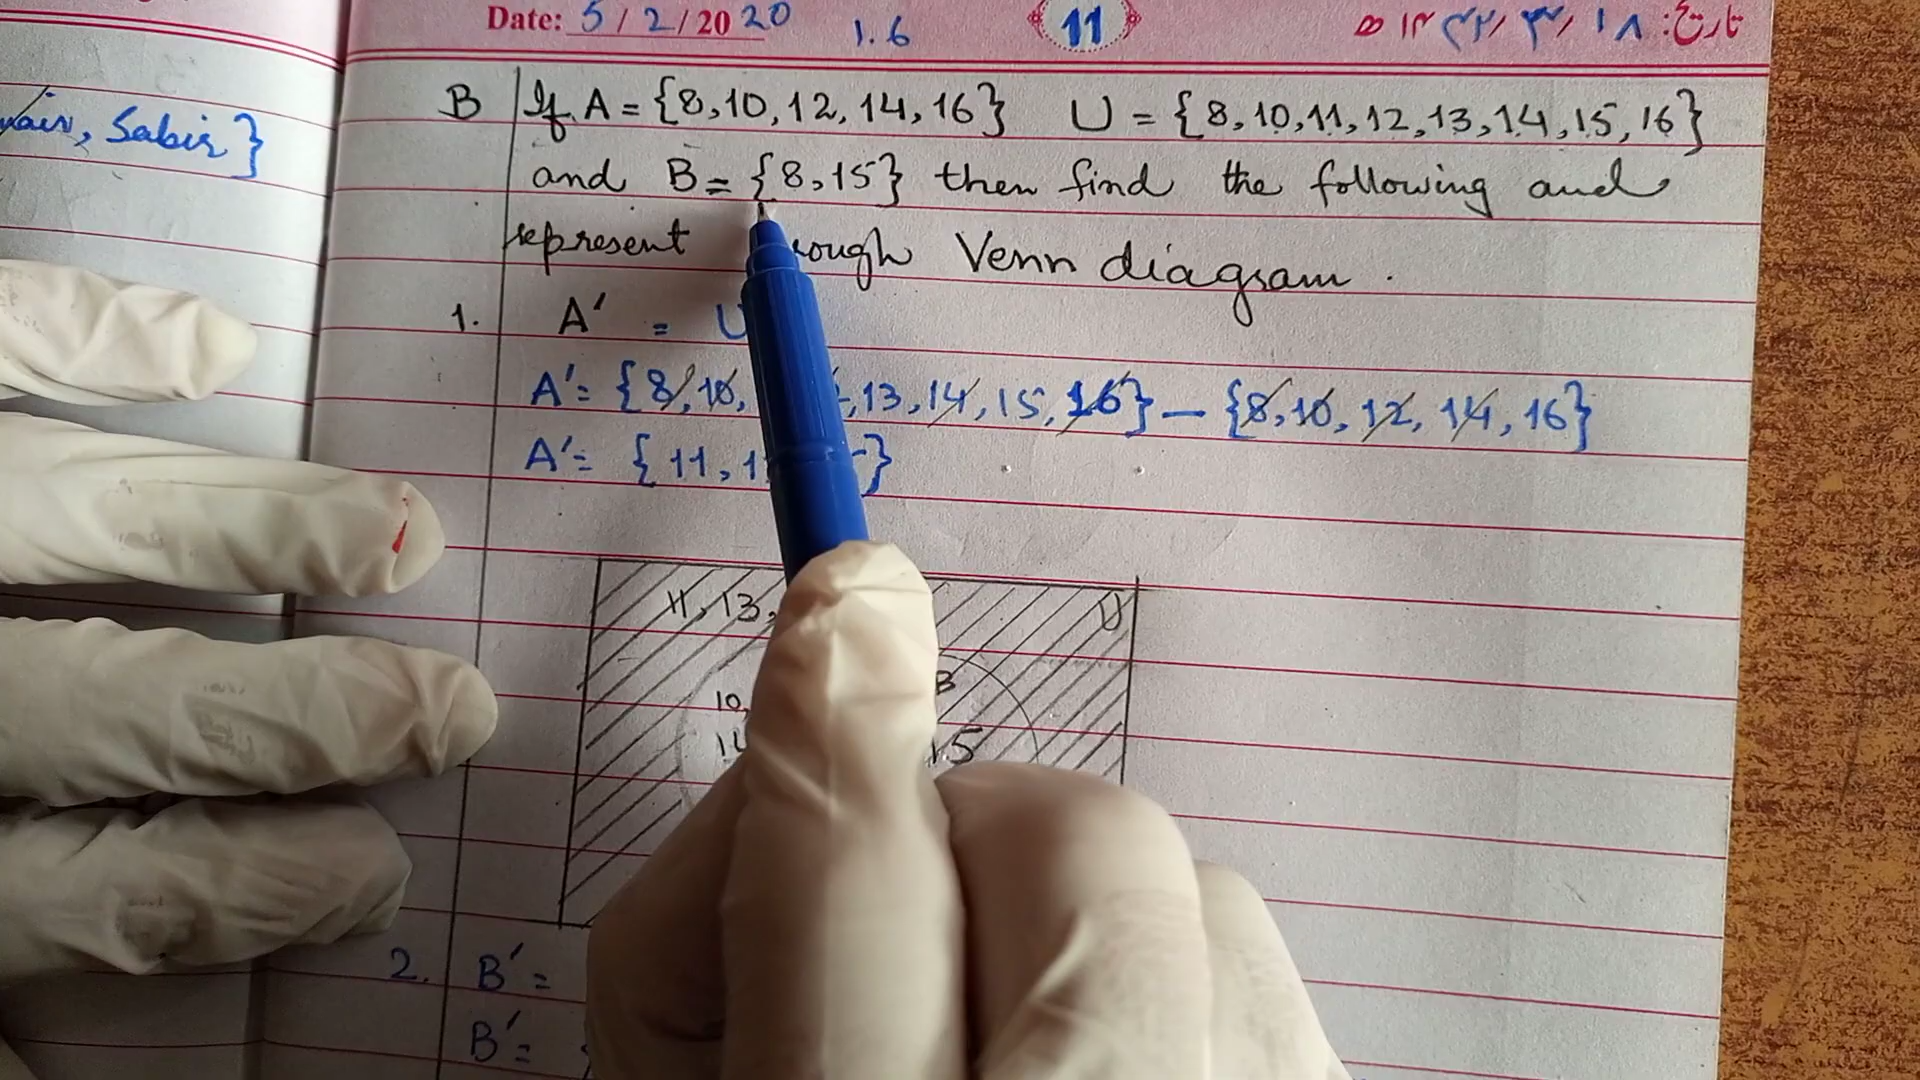 Date: 5/2/2020 1.6 11 تاریخ: ۱۸/۳/۱۴۴۲ھ
Sabir}
B If A = {8,10,12,14,16} U = {8,10,11,12,13,14,15,16}
and B = {8,15} then find the following and
represent Venn diagram.
1. A' = U
A' = {8,10, ,13,14,15,16} - {8,10,12,14,16}
A' = {11, }
11,13, U
10, B
15
2. B' =
B' =